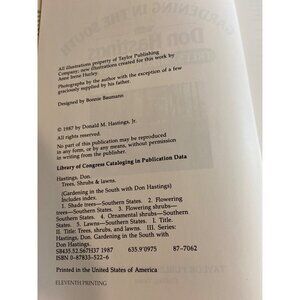 GARDENING IN THE SOUTH
All illustrations property of Taylor Publishing
Company; new illustrations created for this work by
Anne Irene Hurley
Photographs by the author with the exception of a few
graciously supplied by his father.
Designed by Bonnie Baumann
© 1987 by Donald M. Hastings, Jr.
All rights reserved.
No part of this publication may be reproduced
in any form, or by any means, without permission
in writing from the publisher.
Library of Congress Cataloging in Publication Data
Hastings, Don.
Trees, Shrubs & lawns.
(Gardening in the South with Don Hastings)
Includes index.
1. Shade trees—Southern States. 2. Flowering
trees—Southern States. 3. Flowering shrubs—
Southern States. 4. Ornamental shrubs—Southern
States. 5. Lawns—Southern States. I. Title
II. Title: Trees, shrubs, and lawns. III. Series:
Hastings, Don. Gardening in the South with
Don Hastings.
SB435.52.S67H37 1987 635.9'0975 87-7062
ISBN 0-87833-522-6
Printed in the United States of America
ELEVENTH PRINTING